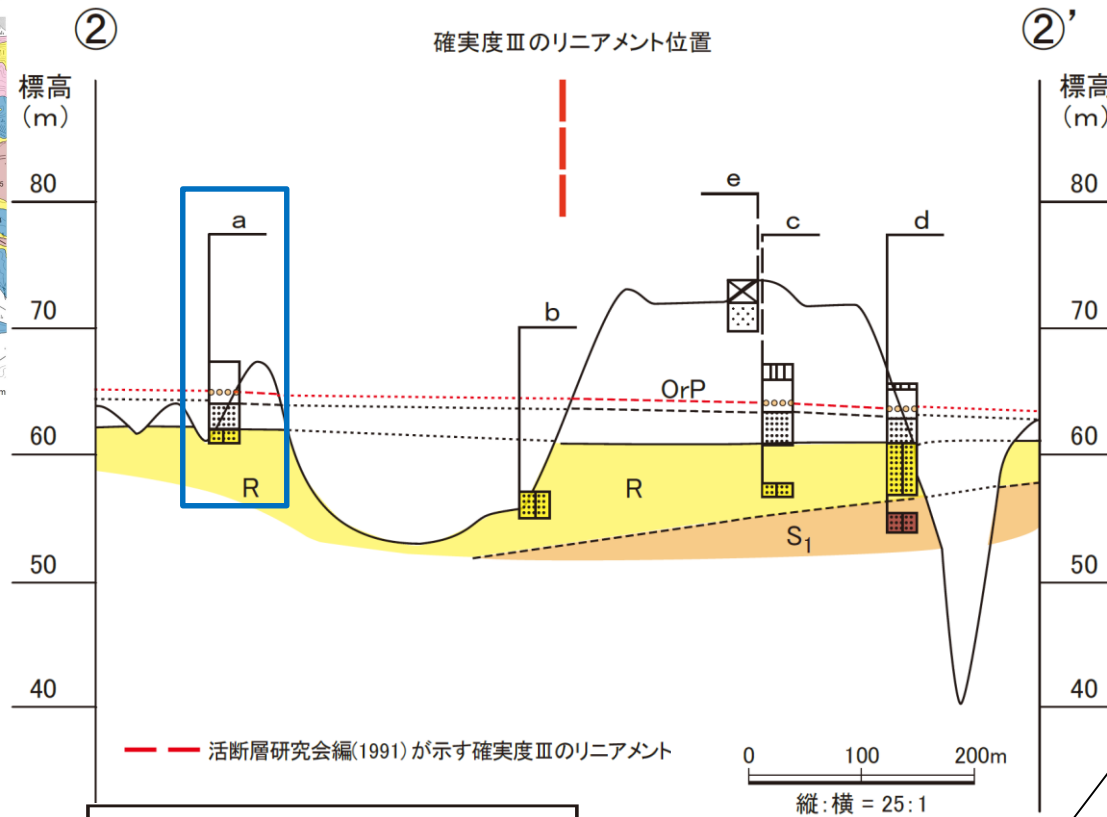 ② ②'
確実度Ⅲのリニアメント位置
標高
(m)
標高
(m)
80 80
a e c d
70 70
b
OrP
60 60
R R
S1
50 50
40 40
活断層研究会編(1991)が示す確実度Ⅲのリニアメント
0 100 200m
縦:横 = 25:1